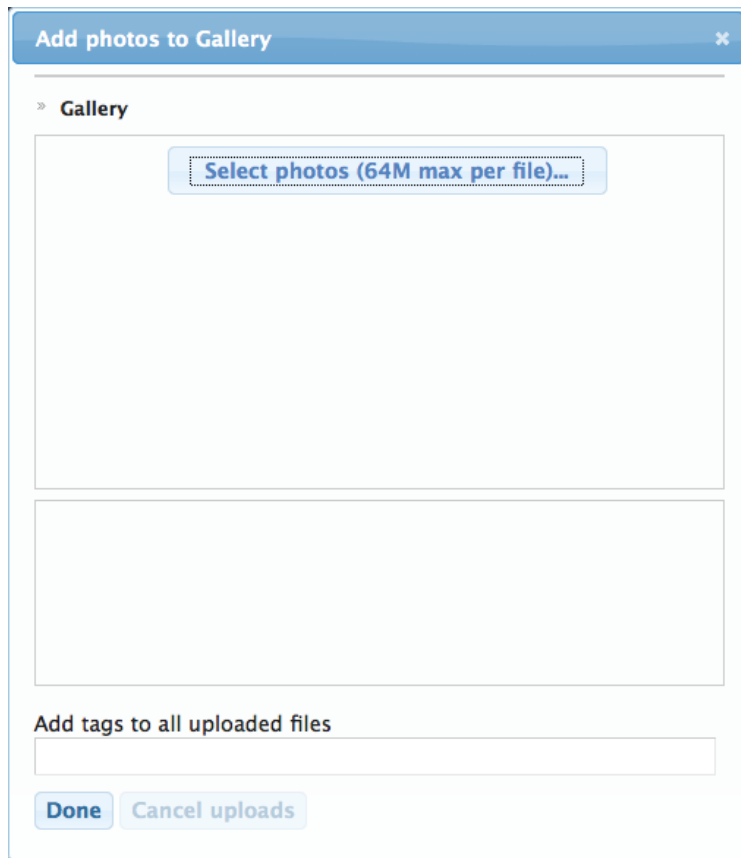 Add photos to Gallery
» Gallery
Select photos (64M max per file)...
Add tags to all uploaded files
Done Cancel uploads